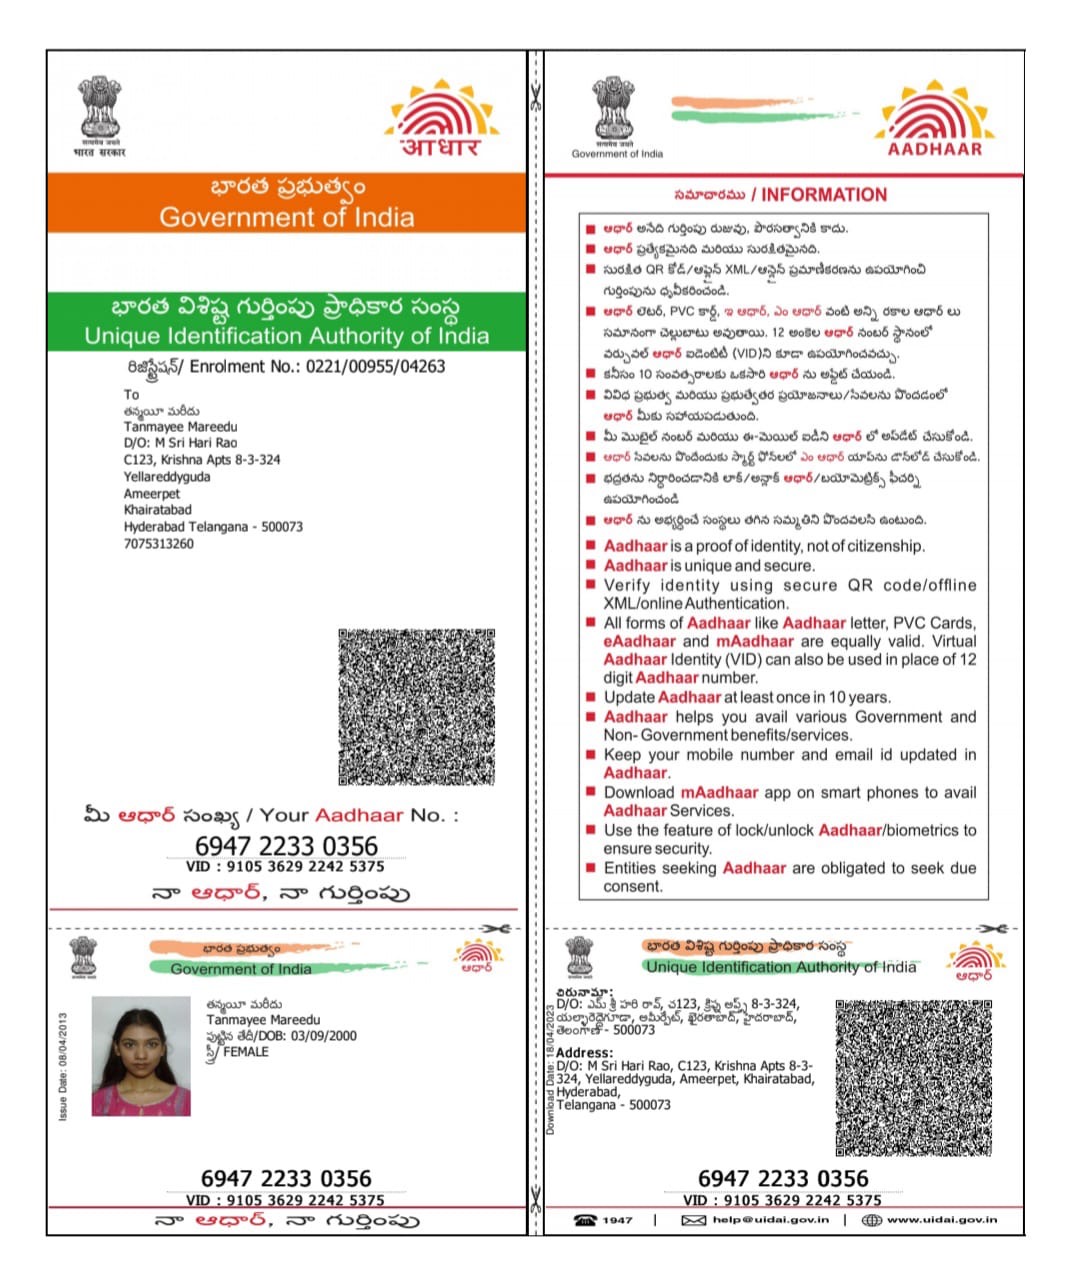 सत्यमेव जयते
भारत सरकार
आधार
భారత ప్రభుత్వం
Government of India
భారత విశిష్ట గుర్తింపు ప్రాధికార సంస్థ
Unique Identification Authority of India
రిజిస్ట్రేషన్/ Enrolment No.: 0221/00955/04263
To
తన్మయీ మరీదు
Tanmayee Mareedu
D/O: M Sri Hari Rao
C123, Krishna Apts 8-3-324
Yellareddyguda
Ameerpet
Khairatabad
Hyderabad Telangana - 500073
7075313260
మీ ఆధార్ సంఖ్య / Your Aadhaar No. :
6947 2233 0356
VID : 9105 3629 2242 5375
నా ఆధార్, నా గుర్తింపు
सत्यमेव जयते
Government of India
AADHAAR
సమాచారము / INFORMATION
ఆధార్ అనేది గుర్తింపు రుజువు, పౌరసత్వానికి కాదు.
ఆధార్ ప్రత్యేకమైనది మరియు సురక్షితమైనది.
సురక్షిత QR కోడ్/ఆఫ్లైన్ XML/ఆన్లైన్ ప్రమాణీకరణను ఉపయోగించి
గుర్తింపును ధృవీకరించండి.
ఆధార్ లెటర్, PVC కార్డ్, ఇ ఆధార్, ఎం ఆధార్ వంటి అన్ని రకాల ఆధార్ లు
సమానంగా చెల్లుబాటు అవుతాయి. 12 అంకెల ఆధార్ నంబర్ స్థానంలో
వర్చువల్ ఆధార్ ఐడెంటిటీ (VID)ని కూడా ఉపయోగించవచ్చు.
కనీసం 10 సంవత్సరాలకు ఒకసారి ఆధార్ ను అప్డేట్ చేయండి.
వివిధ ప్రభుత్వ మరియు ప్రభుత్వేతర ప్రయోజనాలు/సేవలను పొందడంలో
ఆధార్ మీకు సహాయపడుతుంది.
మీ మొబైల్ నంబర్ మరియు ఈ-మెయిల్ ఐడీని ఆధార్ లో అప్‌డేట్ చేసుకోండి.
ఆధార్ సేవలను పొందేందుకు స్మార్ట్ ఫోన్‌లలో ఎం ఆధార్ యాప్‌ను డౌన్‌లోడ్ చేసుకోండి.
భద్రతను నిర్ధారించడానికి లాక్/అన్లాక్ ఆధార్/బయోమెట్రిక్స్ ఫీచర్ని
ఉపయోగించండి
ఆధార్ ను అభ్యర్థించే సంస్థలు తగిన సమ్మతిని పొందవలసి ఉంటుంది.
Aadhaar is a proof of identity, not of citizenship.
Aadhaar is unique and secure.
Verify identity using secure QR code/offline
XML/online Authentication.
All forms of Aadhaar like Aadhaar letter, PVC Cards,
eAadhaar and mAadhaar are equally valid. Virtual
Aadhaar Identity (VID) can also be used in place of 12
digit Aadhaar number.
Update Aadhaar at least once in 10 years.
Aadhaar helps you avail various Government and
Non- Government benefits/services.
Keep your mobile number and email id updated in
Aadhaar.
Download mAadhaar app on smart phones to avail
Aadhaar Services.
Use the feature of lock/unlock Aadhaar/biometrics to
ensure security.
Entities seeking Aadhaar are obligated to seek due
consent.
భారత ప్రభుత్వం
Government of India
ఆధార్
Issue Date: 08/04/2013
తన్మయీ మరీదు
Tanmayee Mareedu
పుట్టిన తేదీ/DOB: 03/09/2000
స్త్రీ/ FEMALE
6947 2233 0356
VID : 9105 3629 2242 5375
నా ఆధార్, నా గుర్తింపు
భారత విశిష్ట గుర్తింపు ప్రాధికార సంస్థ
Unique Identification Authority of India
ఆధార్
Download Date: 18/04/2023
చిరునామా:
D/O: ఎమ్ శ్రీ హరి రావ్, చ123, క్రిష్న అప్ట్స్ 8-3-324,
యల్ళారెద్దైగూడా, అమీర్పేట్, ఖైరతాబాద్, హైదరాబాద్,
తెలంగాణ - 500073
Address:
D/O: M Sri Hari Rao, C123, Krishna Apts 8-3-
324, Yellareddyguda, Ameerpet, Khairatabad,
Hyderabad,
Telangana - 500073
6947 2233 0356
VID : 9105 3629 2242 5375
1947 | help@uidai.gov.in | www.uidai.gov.in